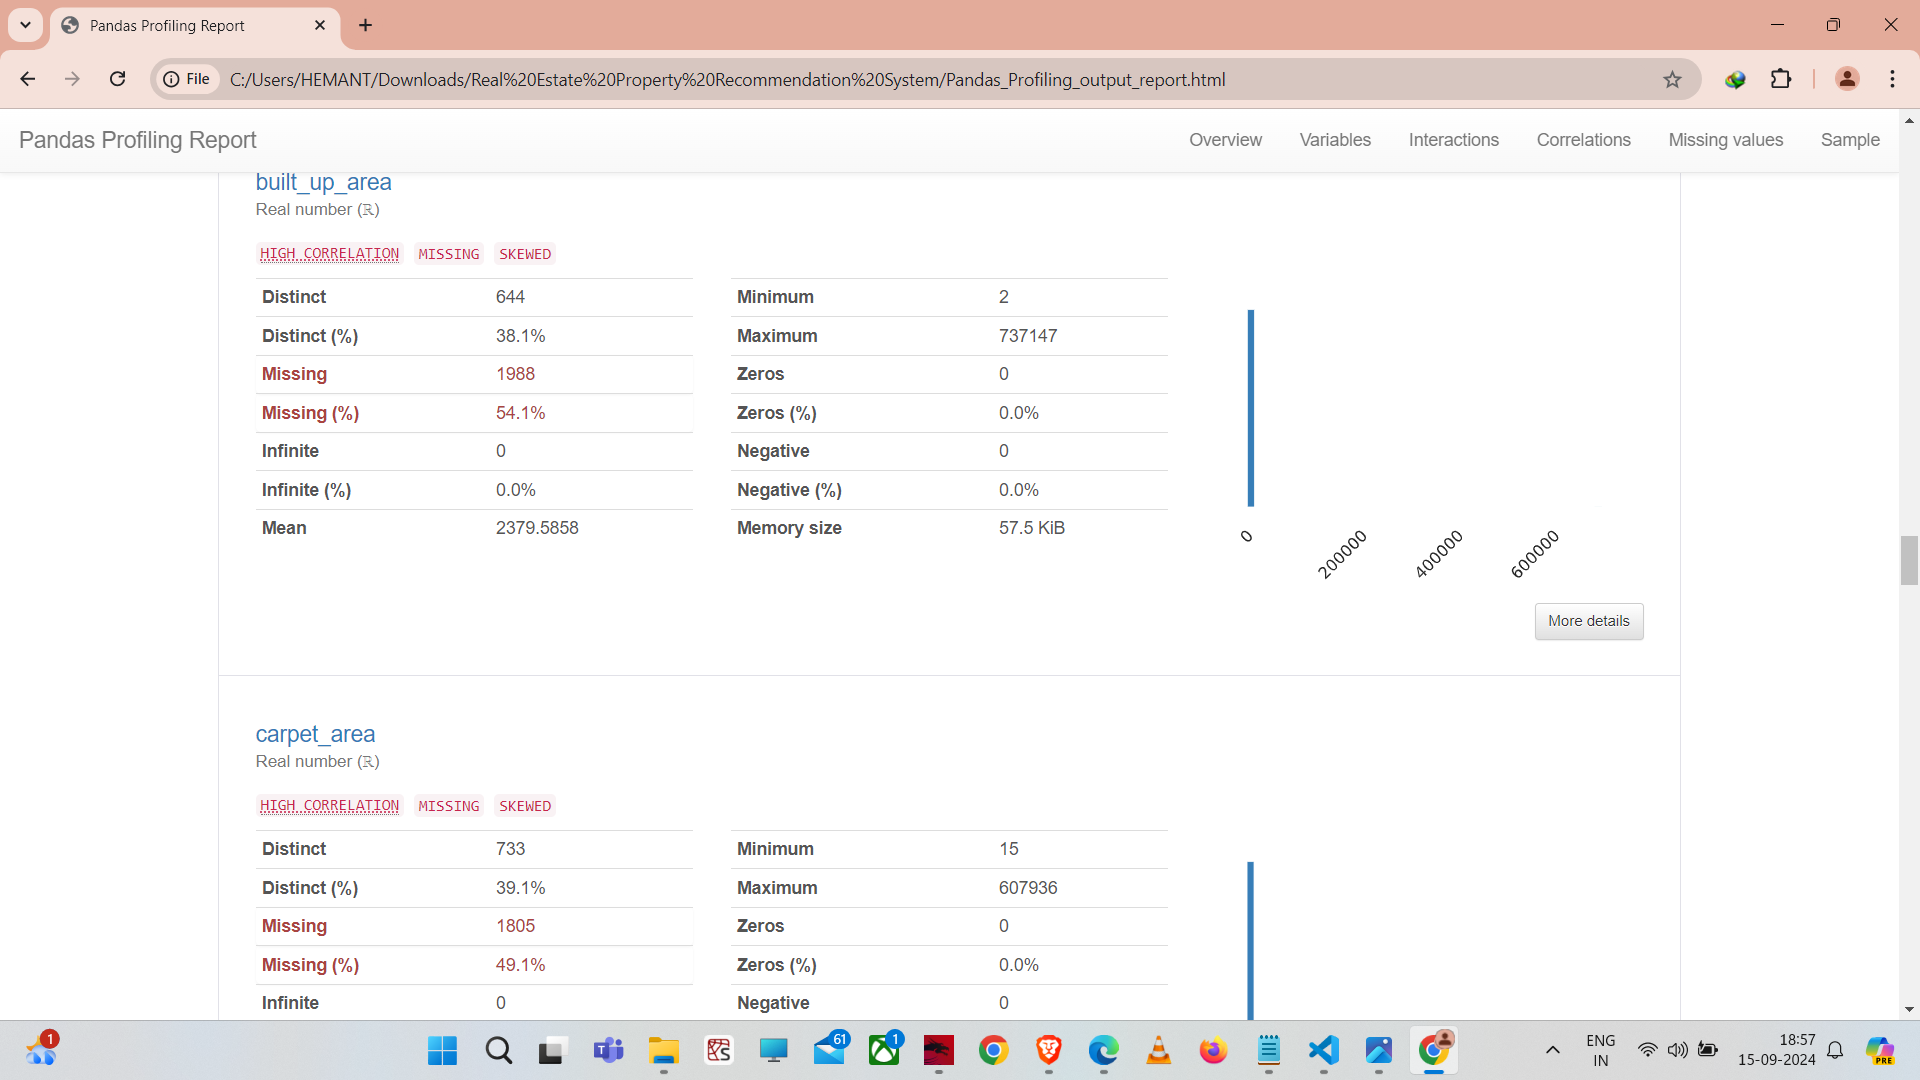 Pandas Profiling Report
File C:/Users/HEMANT/Downloads/Real%20Estate%20Property%20Recommendation%20System/Pandas_Profiling_output_report.html
Pandas Profiling Report Overview Variables Interactions Correlations Missing values Sample
built_up_area
Real number (ℝ)
HIGH CORRELATION MISSING SKEWED
Distinct 644 Minimum 2
Distinct (%) 38.1% Maximum 737147
Missing 1988 Zeros 0
Missing (%) 54.1% Zeros (%) 0.0%
Infinite 0 Negative 0
Infinite (%) 0.0% Negative (%) 0.0%
Mean 2379.5858 Memory size 57.5 KiB
0 200000 400000 600000
More details
carpet_area
Real number (ℝ)
HIGH CORRELATION MISSING SKEWED
Distinct 733 Minimum 15
Distinct (%) 39.1% Maximum 607936
Missing 1805 Zeros 0
Missing (%) 49.1% Zeros (%) 0.0%
Infinite 0 Negative 0
1 61 1 ENG 18:57
IN 15-09-2024 PRE